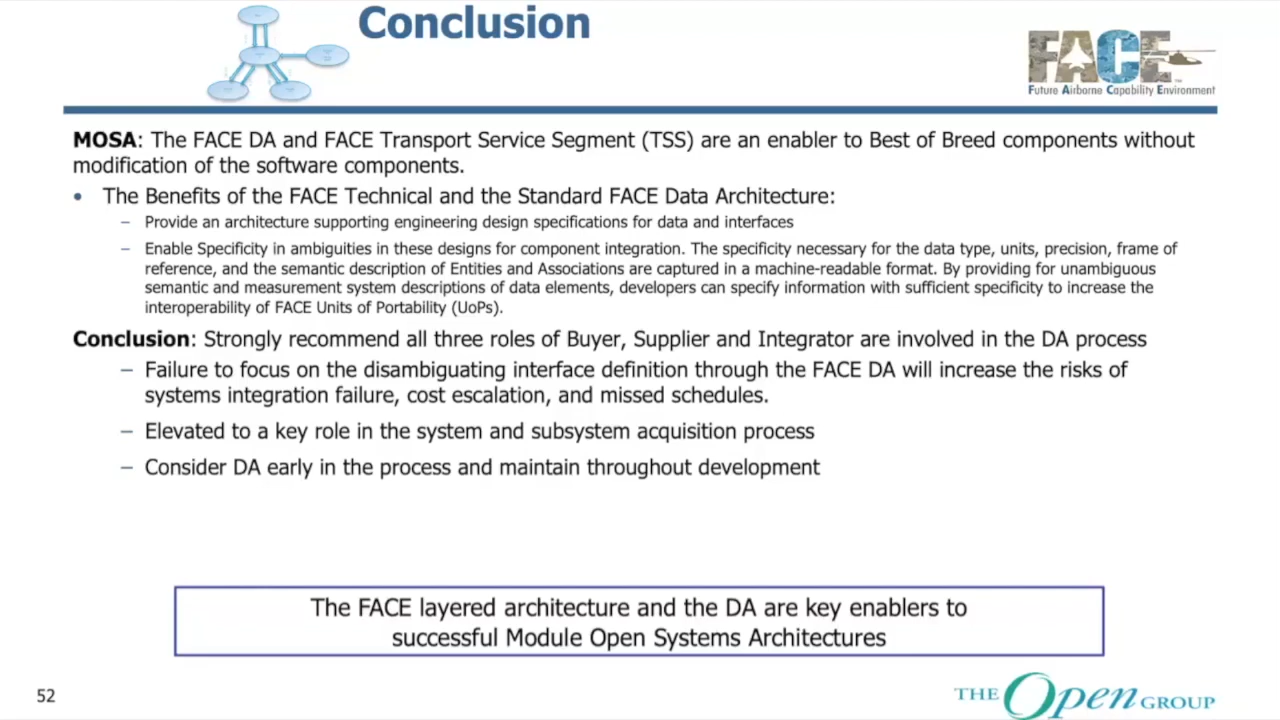 Conclusion
FACE
Future Airborne Capability Environment
MOSA: The FACE DA and FACE Transport Service Segment (TSS) are an enabler to Best of Breed components without
modification of the software components.
• The Benefits of the FACE Technical and the Standard FACE Data Architecture:
– Provide an architecture supporting engineering design specifications for data and interfaces
– Enable Specificity in ambiguities in these designs for component integration. The specificity necessary for the data type, units, precision, frame of
reference, and the semantic description of Entities and Associations are captured in a machine-readable format. By providing for unambiguous
semantic and measurement system descriptions of data elements, developers can specify information with sufficient specificity to increase the
interoperability of FACE Units of Portability (UoPs).
Conclusion: Strongly recommend all three roles of Buyer, Supplier and Integrator are involved in the DA process
– Failure to focus on the disambiguating interface definition through the FACE DA will increase the risks of
systems integration failure, cost escalation, and missed schedules.
– Elevated to a key role in the system and subsystem acquisition process
– Consider DA early in the process and maintain throughout development
The FACE layered architecture and the DA are key enablers to
successful Module Open Systems Architectures
52
THE Open GROUP